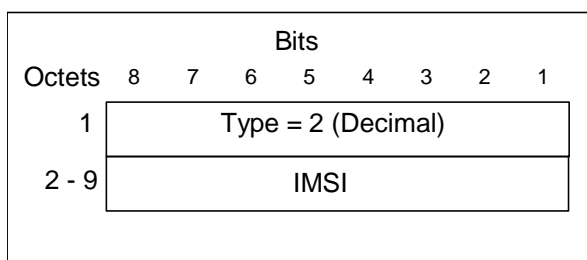 Bits
Octets 8 7 6 5 4 3 2 1
1 Type = 2 (Decimal)
2 - 9 IMSI